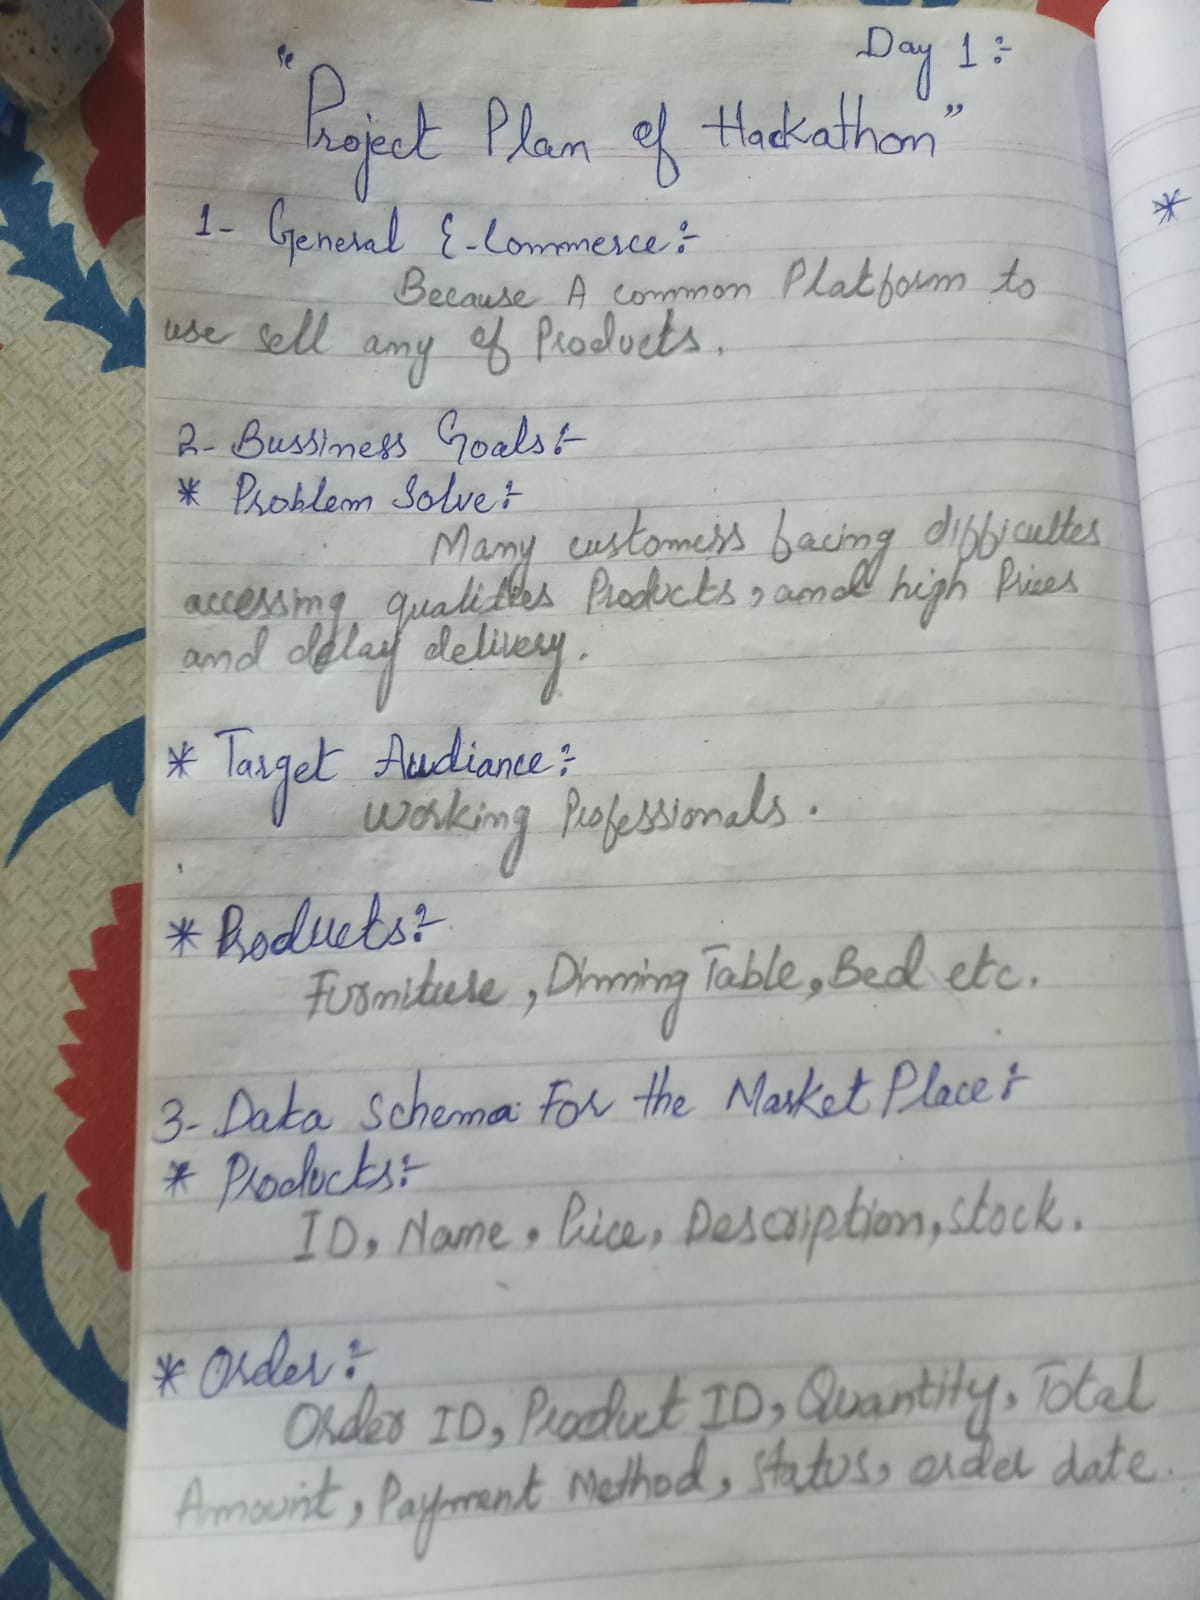 Day 1 :-
"Project Plan of Hackathon"
1- General E-Commerce:-
Because A common Platform to
use sell any of Products.
2- Bussiness Goals:-
* Problem Solve:-
Many customers facing difficultes
accessing qualities Products, and high Prices
and delay delivery.
* Target Audiance:-
Working Professionals.
* Products:-
Furniture, Dinning Table, Bed etc.
3- Data Schema For the Market Place:-
* Products:-
ID, Name, Price, Description, stock.
* Order:-
Order ID, Product ID, Quantity, Total
Amount, Payment Method, status, order date.
*